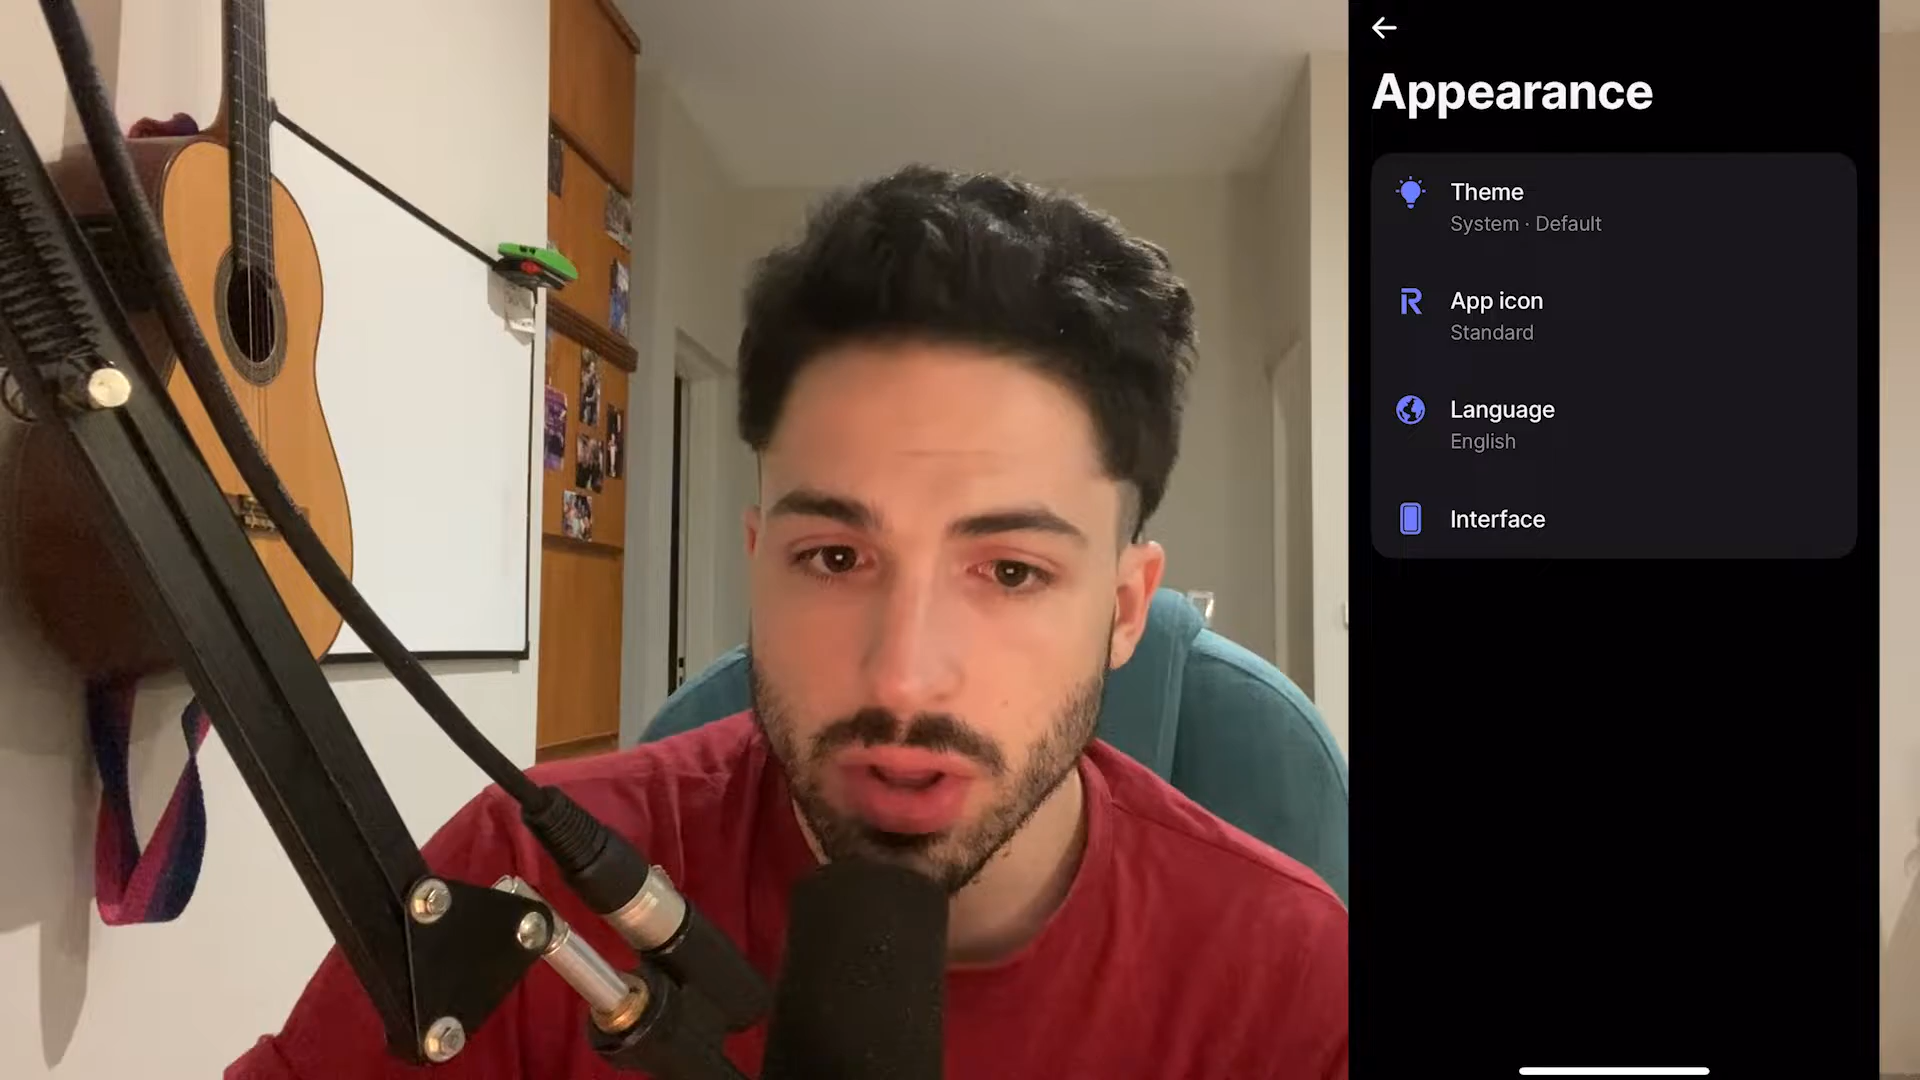 Appearance
Theme
System · Default
App icon
Standard
Language
English
Interface